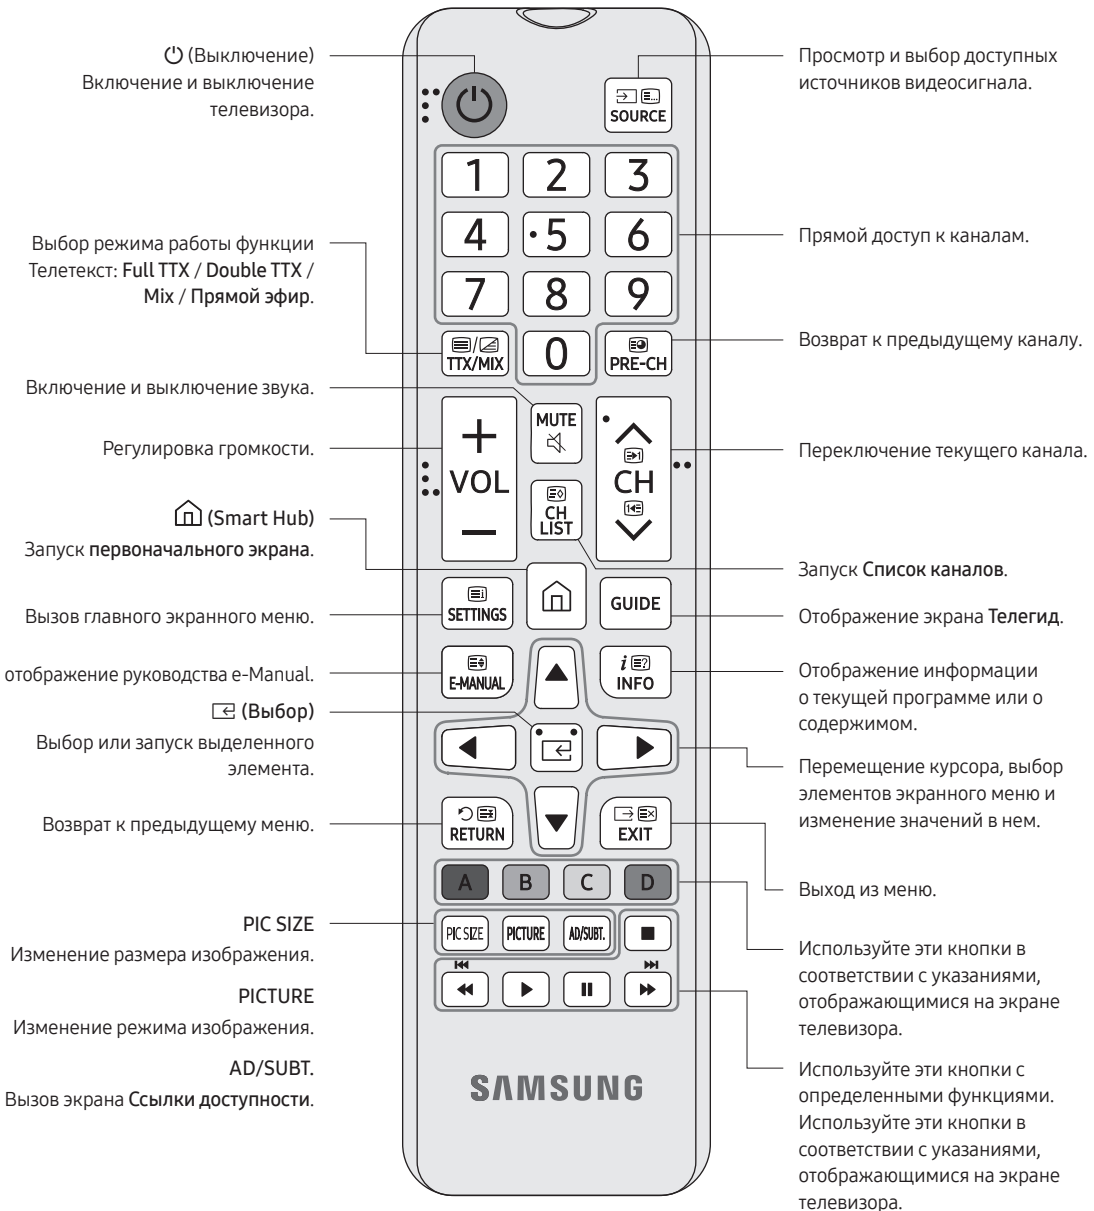 (Выключение)
Включение и выключение
телевизора.
Выбор режима работы функции
Телетекст: Full TTX / Double TTX /
Mix / Прямой эфир.
Включение и выключение звука.
Регулировка громкости.
(Smart Hub)
Запуск первоначального экрана.
Вызов главного экранного меню.
отображение руководства e-Manual.
(Выбор)
Выбор или запуск выделенного
элемента.
Возврат к предыдущему меню.
PIC SIZE
Изменение размера изображения.
PICTURE
Изменение режима изображения.
AD/SUBT.
Вызов экрана Ссылки доступности.
SOURCE
1 2 3
4 5 6
7 8 9
TTX/MIX 0 PRE-CH
MUTE
VOL
CH
CH
LIST
SETTINGS
GUIDE
E-MANUAL
INFO
RETURN
EXIT
A B C D
PIC SIZE PICTURE AD/SUBT.
SAMSUNG
Просмотр и выбор доступных
источников видеосигнала.
Прямой доступ к каналам.
Возврат к предыдущему каналу.
Переключение текущего канала.
Запуск Список каналов.
Отображение экрана Телегид.
Отображение информации
о текущей программе или о
содержимом.
Перемещение курсора, выбор
элементов экранного меню и
изменение значений в нем.
Выход из меню.
Используйте эти кнопки в
соответствии с указаниями,
отображающимися на экране
телевизора.
Используйте эти кнопки с
определенными функциями.
Используйте эти кнопки в
соответствии с указаниями,
отображающимися на экране
телевизора.